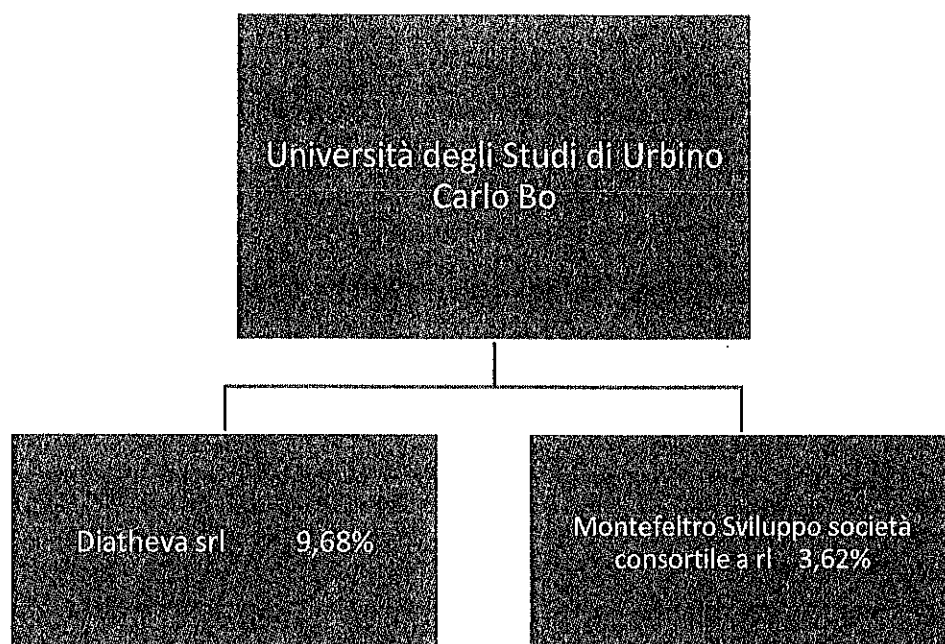 Università degli Studi di Urbino
Carlo Bo
Diatheva srl 9,68%
Montefeltro Sviluppo società
consortile a rl 3,62%